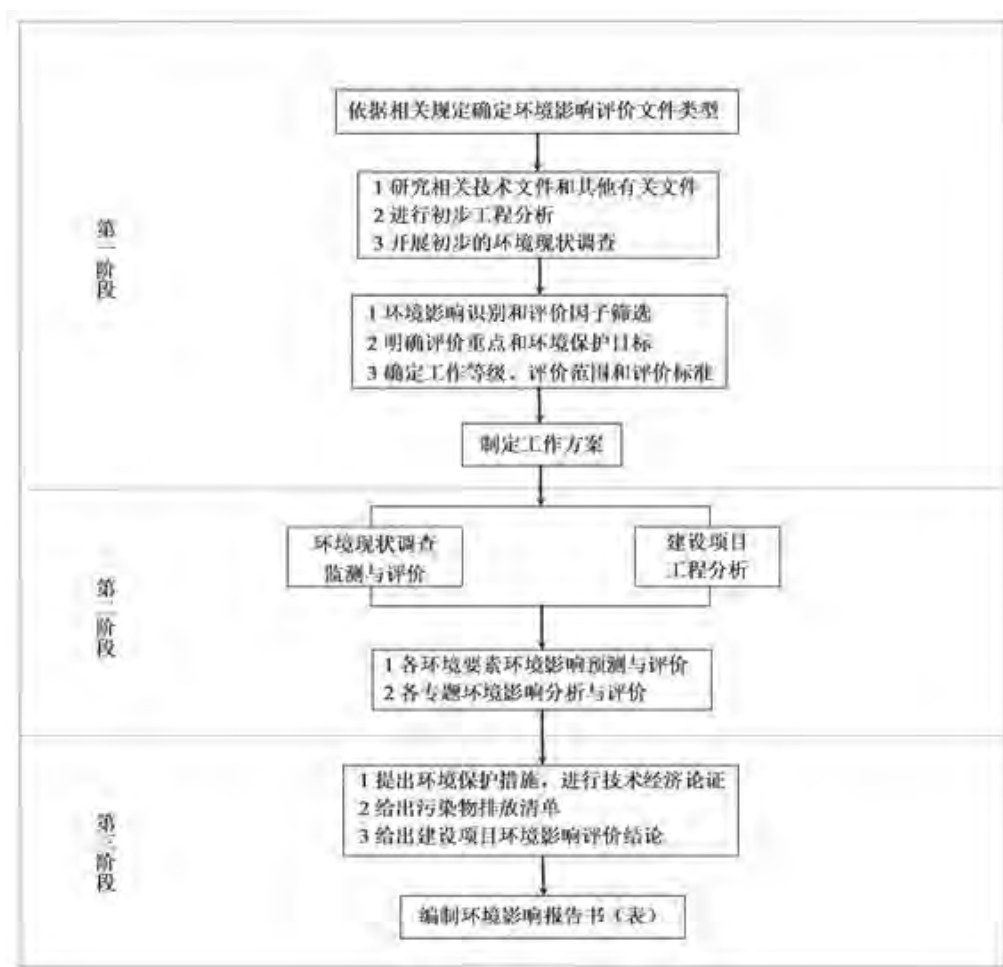 依据相关规定确定环境影响评价文件类型
1 研究相关技术文件和其他有关文件
2 进行初步工程分析
3 开展初步的环境现状调查
第一阶段
1 环境影响识别和评价因子筛选
2 明确评价重点和环境保护目标
3 确定工作等级、评价范围和评价标准
制定工作方案
环境现状调查
监测与评价
建设项目
工程分析
第二阶段
1 各环境要素环境影响预测与评价
2 各专题环境影响分析与评价
1 提出环境保护措施，进行技术经济论证
2 给出污染物排放清单
3 给出建设项目环境影响评价结论
第三阶段
编制环境影响报告书（表）